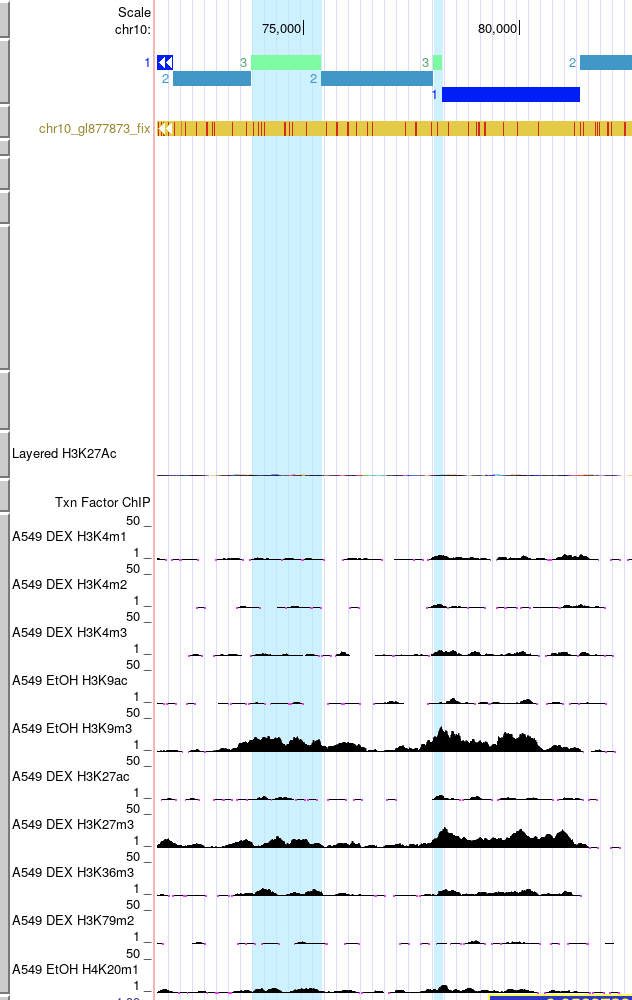 Scale
chr10:
75,000
80,000
1
3
3
2
2
2
1
chr10_gl877873_fix
Layered H3K27Ac
Txn Factor ChIP
50 _
A549 DEX H3K4m1
1 _
50 _
A549 DEX H3K4m2
1 _
50 _
A549 DEX H3K4m3
1 _
50 _
A549 EtOH H3K9ac
1 _
50 _
A549 EtOH H3K9m3
1 _
50 _
A549 DEX H3K27ac
1 _
50 _
A549 DEX H3K27m3
1 _
50 _
A549 DEX H3K36m3
1 _
50 _
A549 DEX H3K79m2
1 _
50 _
A549 EtOH H4K20m1
1 _